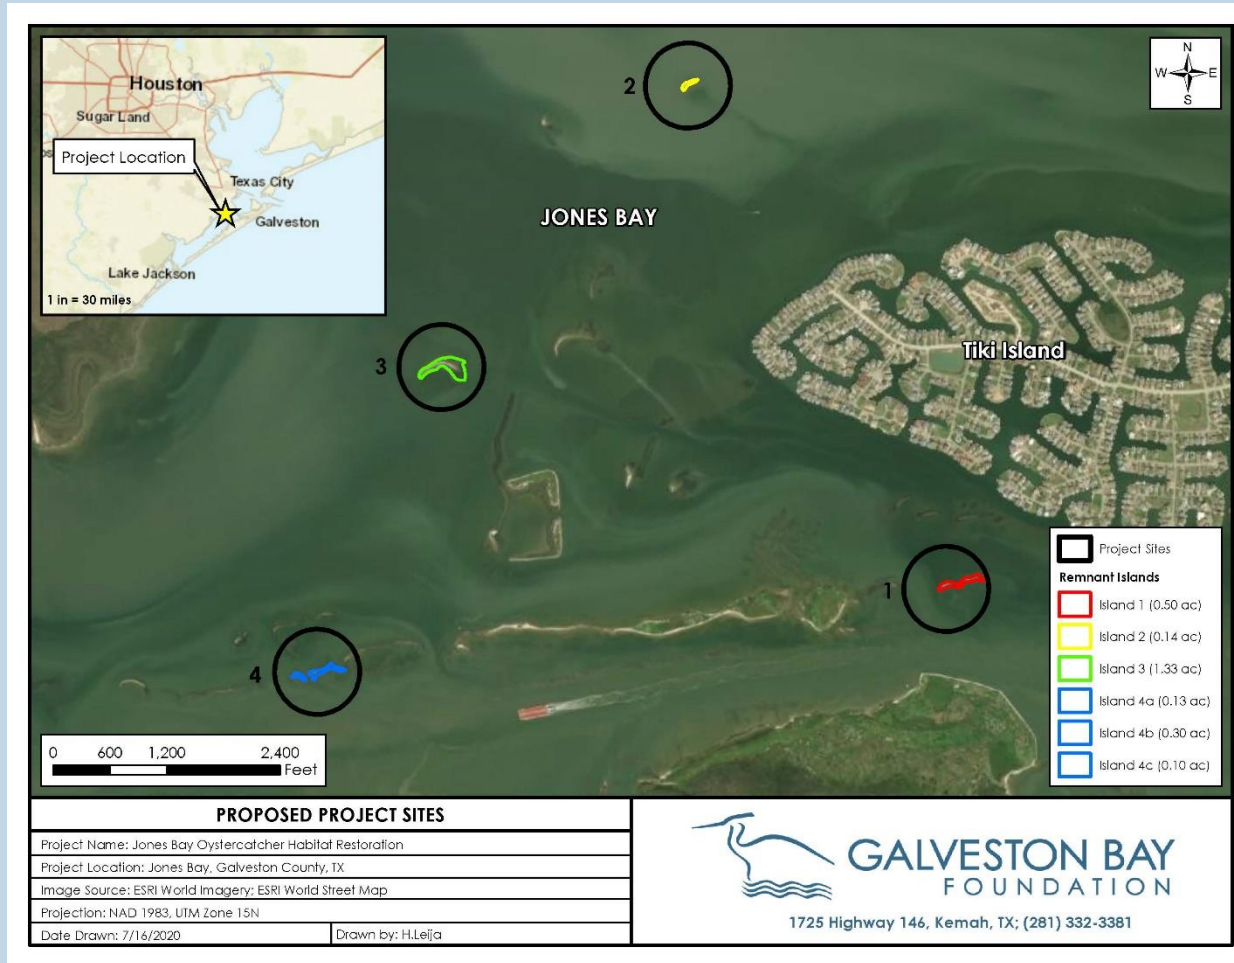 Houston
Sugar Land
Project Location
Texas City
Galveston
Lake Jackson
1 in = 30 miles
N
W E
S
2
JONES BAY
3
Tiki Island
1
4
Project Sites
Remnant Islands
Island 1 (0.50 ac)
Island 2 (0.14 ac)
Island 3 (1.33 ac)
Island 4a (0.13 ac)
Island 4b (0.30 ac)
Island 4c (0.10 ac)
0 600 1,200 2,400
Feet
PROPOSED PROJECT SITES
Project Name: Jones Bay Oystercatcher Habitat Restoration
Project Location: Jones Bay, Galveston County, TX
Image Source: ESRI World Imagery; ESRI World Street Map
Projection: NAD 1983, UTM Zone 15N
Date Drawn: 7/16/2020 Drawn by: H.Leija
GALVESTON BAY
FOUNDATION
1725 Highway 146, Kemah, TX; (281) 332-3381